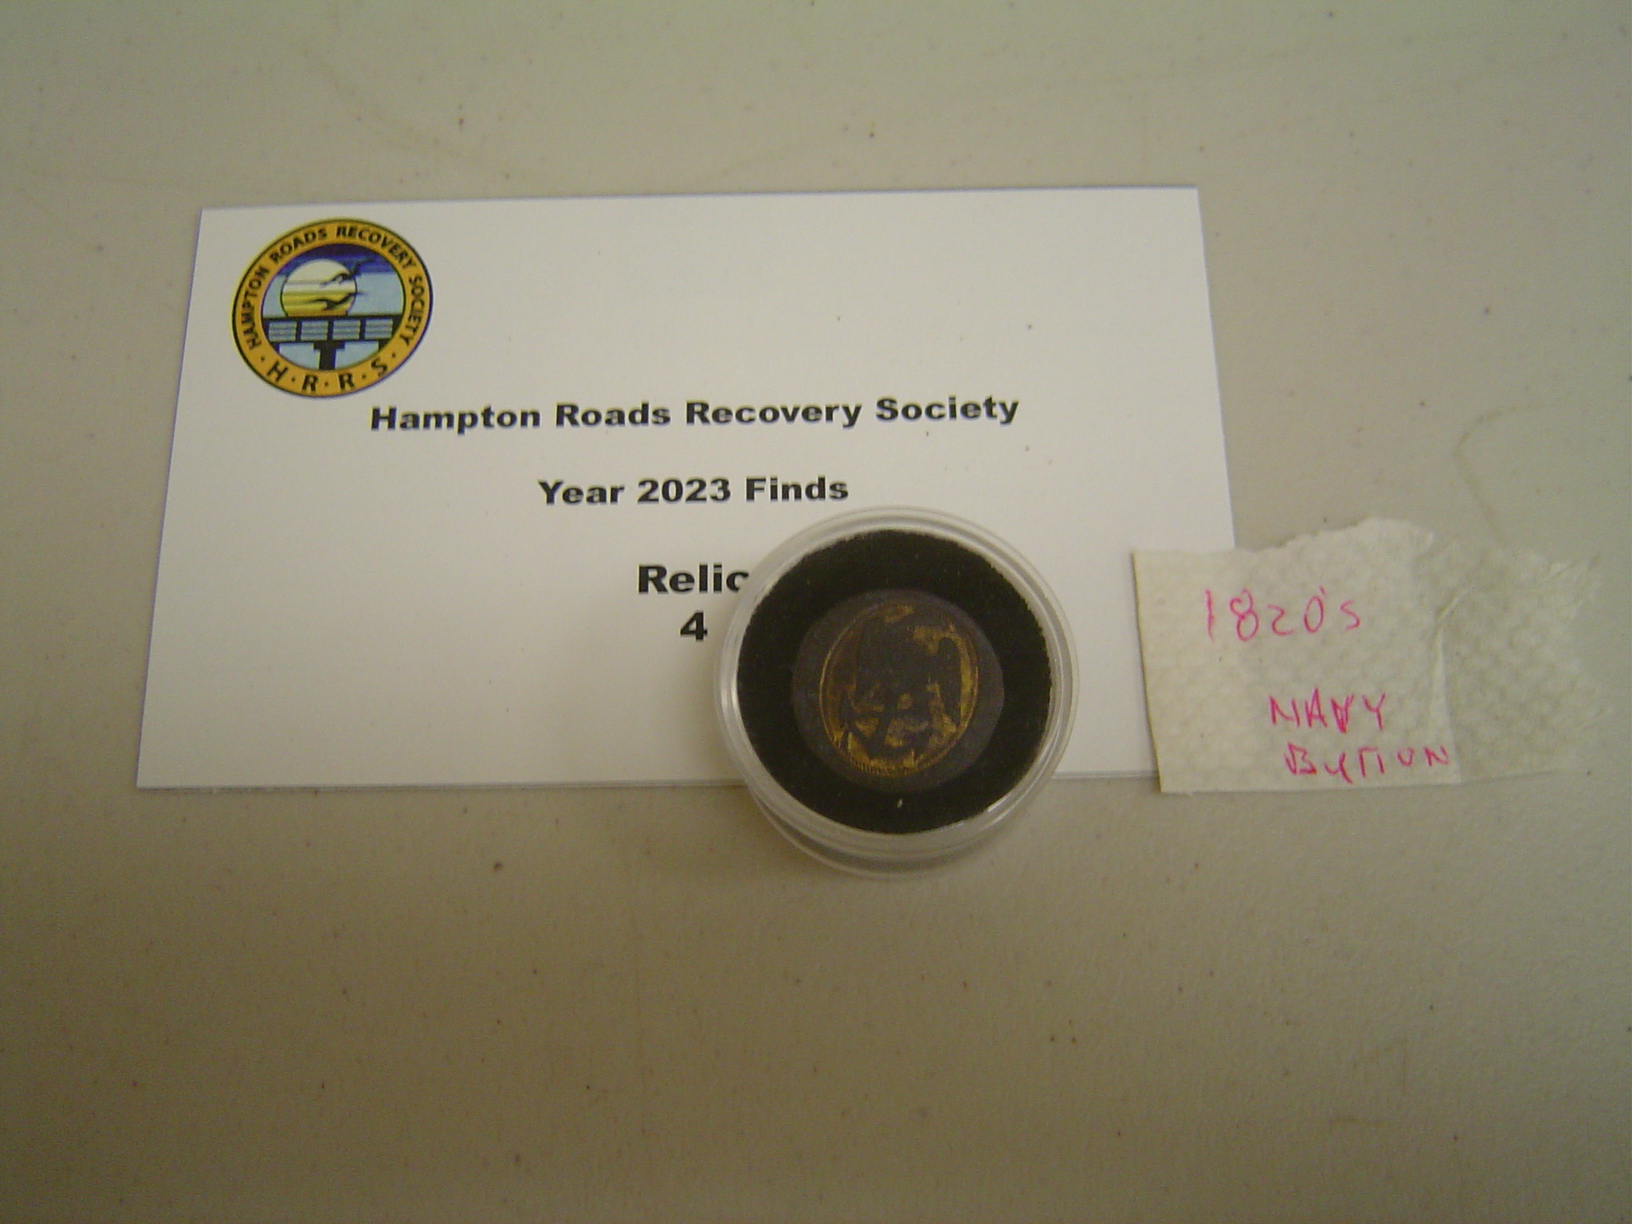 HAMPTON ROADS RECOVERY SOCIETY
H·R·R·S
Hampton Roads Recovery Society
Year 2023 Finds
Relic
4
1820's
NAVY
BUTTON